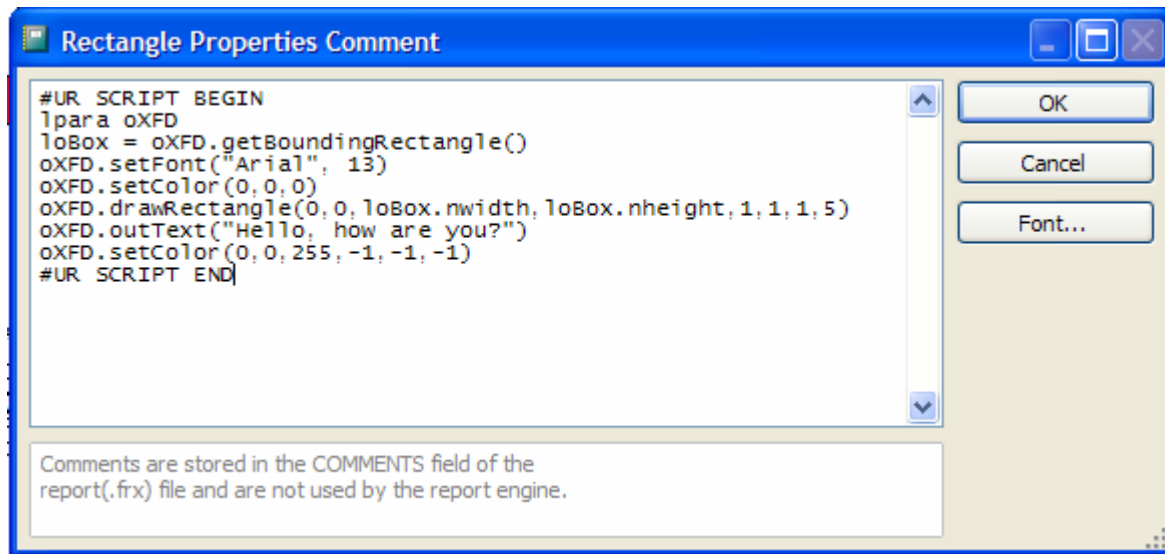 Rectangle Properties Comment
#UR SCRIPT BEGIN
lpara oXFD
loBox = oXFD.getBoundingRectangle()
oXFD.setFont("Arial", 13)
oXFD.setColor(0,0,0)
oXFD.drawRectangle(0,0,loBox.nwidth,loBox.nheight,1,1,1,5)
oXFD.outText("Hello, how are you?")
oXFD.setColor(0,0,255,-1,-1,-1)
#UR SCRIPT END
OK
Cancel
Font...
Comments are stored in the COMMENTS field of the
report(.frx) file and are not used by the report engine.